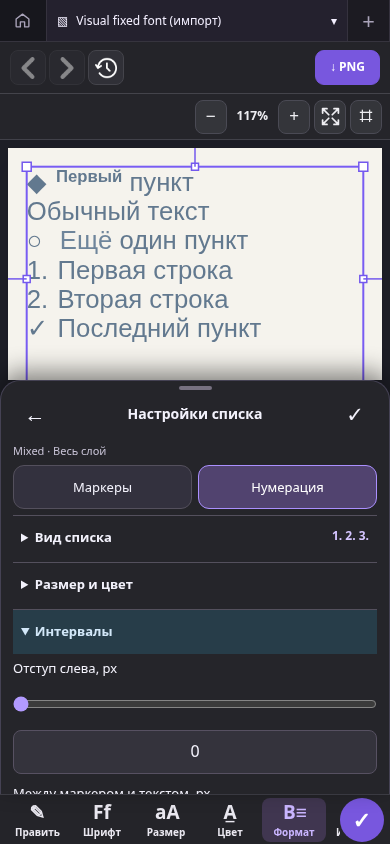 Visual fixed font (импорт)
↓ PNG
117%
◆ Первый пункт
Обычный текст
○ Ещё один пункт
1. Первая строка
2. Вторая строка
✓ Последний пункт
Настройки списка
Mixed · Весь слой
Маркеры Нумерация
Вид списка 1. 2. 3.
Размер и цвет
Интервалы
Отступ слева, px
0
Между маркером и текстом, px
Ff аА A B≡
Править Шрифт Размер Цвет Формат